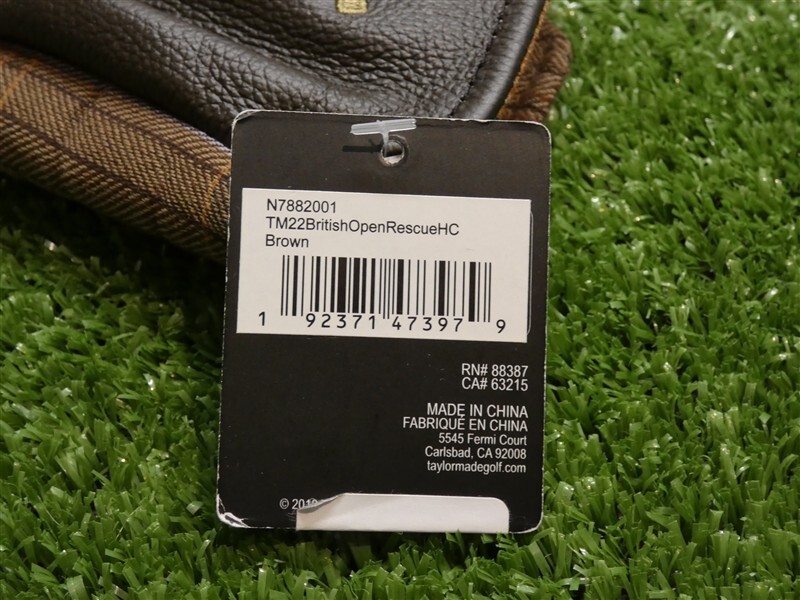 N7882001
TM22BritishOpenRescueHC
Brown
1 92371 47397 9
RN# 88387
CA# 63215
MADE IN CHINA
FABRIQUÉ EN CHINA
5545 Fermi Court
Carlsbad, CA 92008
taylormadegolf.com
©